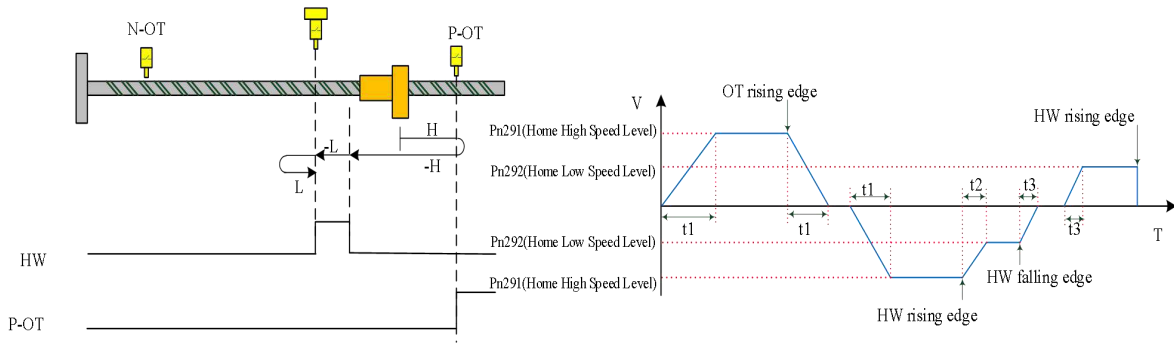 N-OT
P-OT
H
-L
-H
L
HW
P-OT
V
OT rising edge
HW rising edge
Pn291(Home High Speed Level)
Pn292(Home Low Speed Level)
t1
t2
t3
t1
t1
t3
T
Pn292(Home Low Speed Level)
Pn291(Home High Speed Level)
HW falling edge
HW rising edge